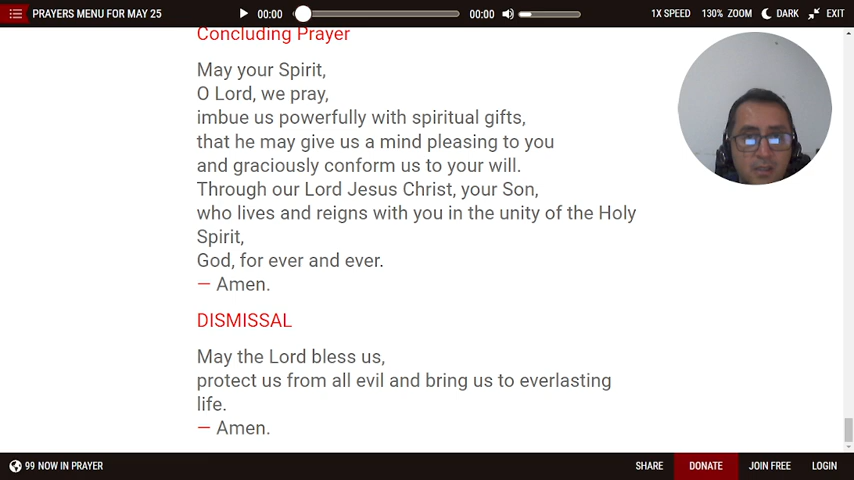 PRAYERS MENU FOR MAY 25
00:00
00:00
1X SPEED
130% ZOOM
DARK
EXIT
Concluding Prayer
May your Spirit,
O Lord, we pray,
imbue us powerfully with spiritual gifts,
that he may give us a mind pleasing to you
and graciously conform us to your will.
Through our Lord Jesus Christ, your Son,
who lives and reigns with you in the unity of the Holy
Spirit,
God, for ever and ever.
— Amen.
DISMISSAL
May the Lord bless us,
protect us from all evil and bring us to everlasting
life.
— Amen.
99 NOW IN PRAYER
SHARE
DONATE
JOIN FREE
LOGIN